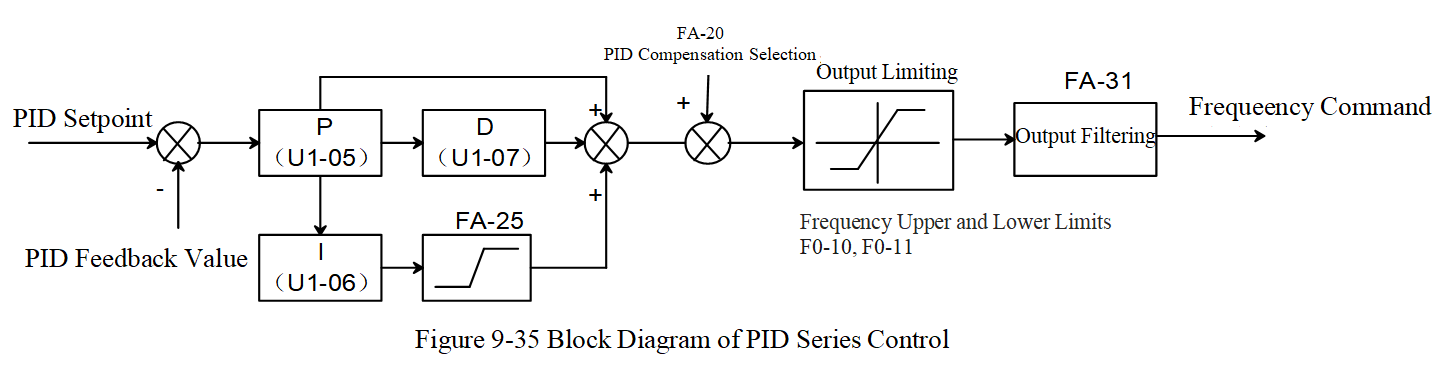 FA-20
PID Compensation Selection
Output Limiting
FA-31
PID Setpoint
P
（U1-05）
D
（U1-07）
+
+
Output Filtering
Frequeency Command
-
PID Feedback Value
I
（U1-06）
FA-25
+
Frequency Upper and Lower Limits
F0-10, F0-11
Figure 9-35 Block Diagram of PID Series Control